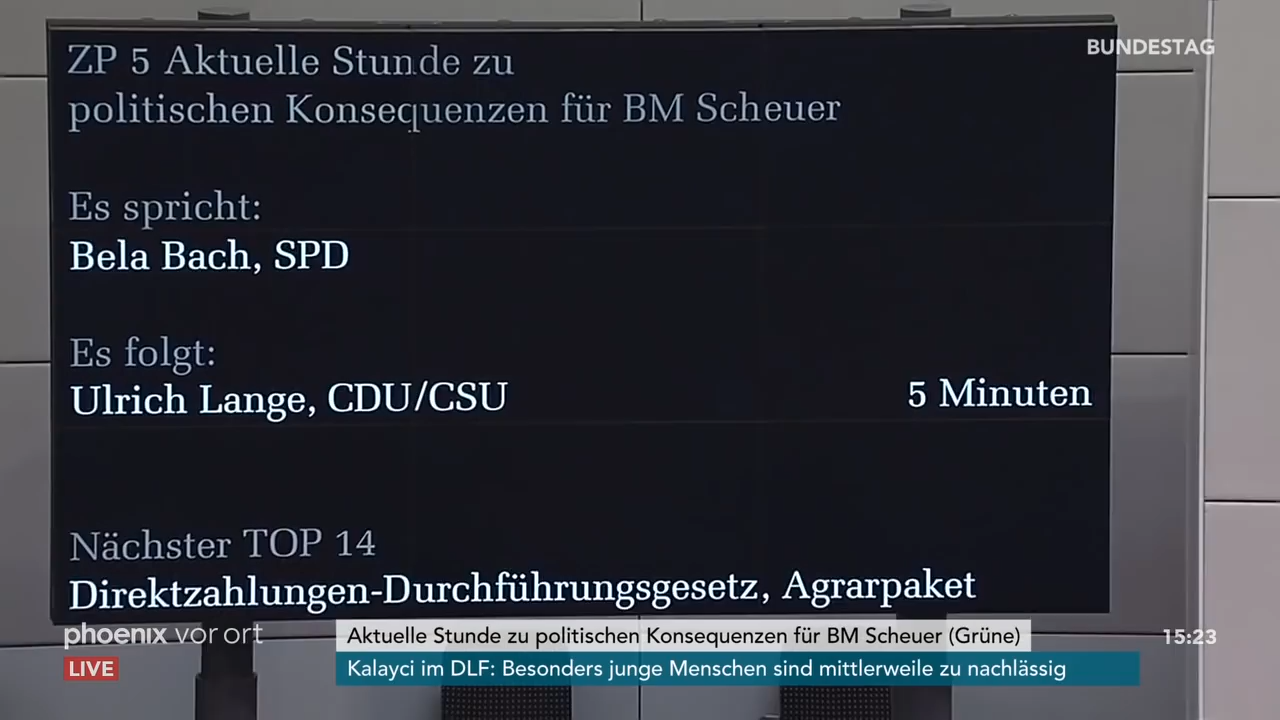 BUNDESTAG
ZP 5 Aktuelle Stunde zu
politischen Konsequenzen für BM Scheuer
Es spricht:
Bela Bach, SPD
Es folgt:
Ulrich Lange, CDU/CSU 5 Minuten
Nächster TOP 14
Direktzahlungen-Durchführungsgesetz, Agrarpaket
phoenix vor ort
Aktuelle Stunde zu politischen Konsequenzen für BM Scheuer (Grüne)
15:23
LIVE
Kalayci im DLF: Besonders junge Menschen sind mittlerweile zu nachlässig